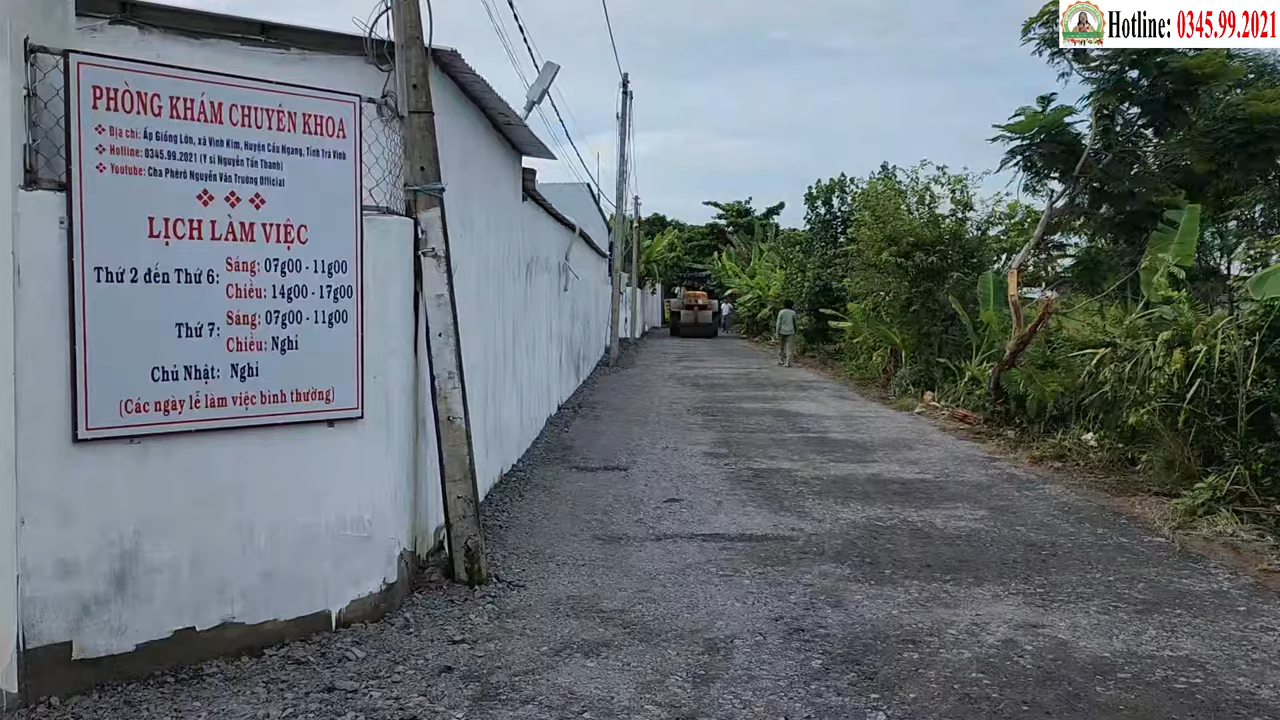 Hotline: 0345.99.2021
PHÒNG KHÁM CHUYÊN KHOA
Địa chỉ: Ấp Giồng Lớn, xã Vinh Kim, Huyện Cầu Ngang, Tỉnh Trà Vinh
Hotline: 0345.99.2021 (Y sĩ Nguyễn Tấn Thanh)
Youtube: Cha Phêrô Nguyễn Văn Trường Official
LỊCH LÀM VIỆC
Thứ 2 đến Thứ 6: Sáng: 07g00 - 11g00
Chiều: 14g00 - 17g00
Thứ 7: Sáng: 07g00 - 11g00
Chiều: Nghỉ
Chủ Nhật: Nghỉ
(Các ngày lễ làm việc bình thường)